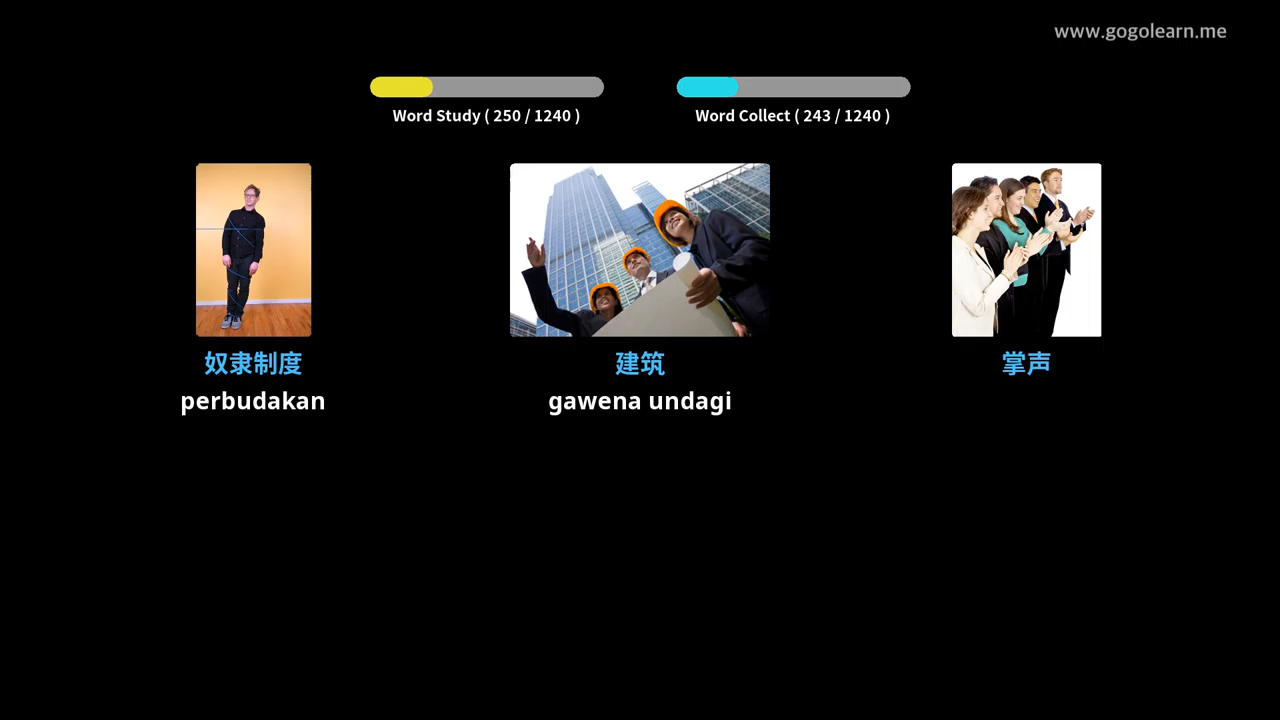 www.gogolearn.me
Word Study ( 250 / 1240 )
Word Collect ( 243 / 1240 )
奴隶制度
建筑
掌声
perbudakan
gawena undagi